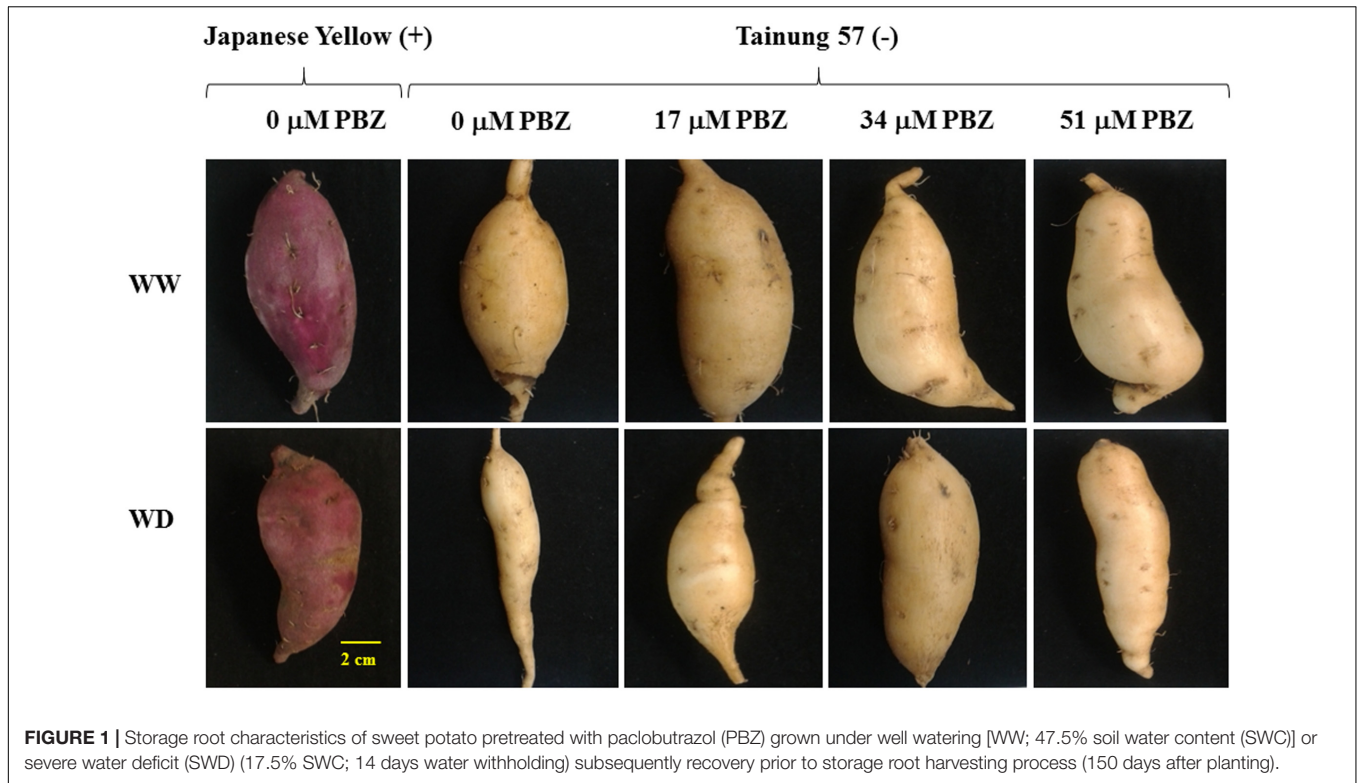 Japanese Yellow (+) Tainung 57 (-)
0 μM PBZ 0 μM PBZ 17 μM PBZ 34 μM PBZ 51 μM PBZ
WW
WD
2 cm
FIGURE 1 | Storage root characteristics of sweet potato pretreated with paclobutrazol (PBZ) grown under well watering [WW; 47.5% soil water content (SWC)] or
severe water deficit (SWD) (17.5% SWC; 14 days water withholding) subsequently recovery prior to storage root harvesting process (150 days after planting).